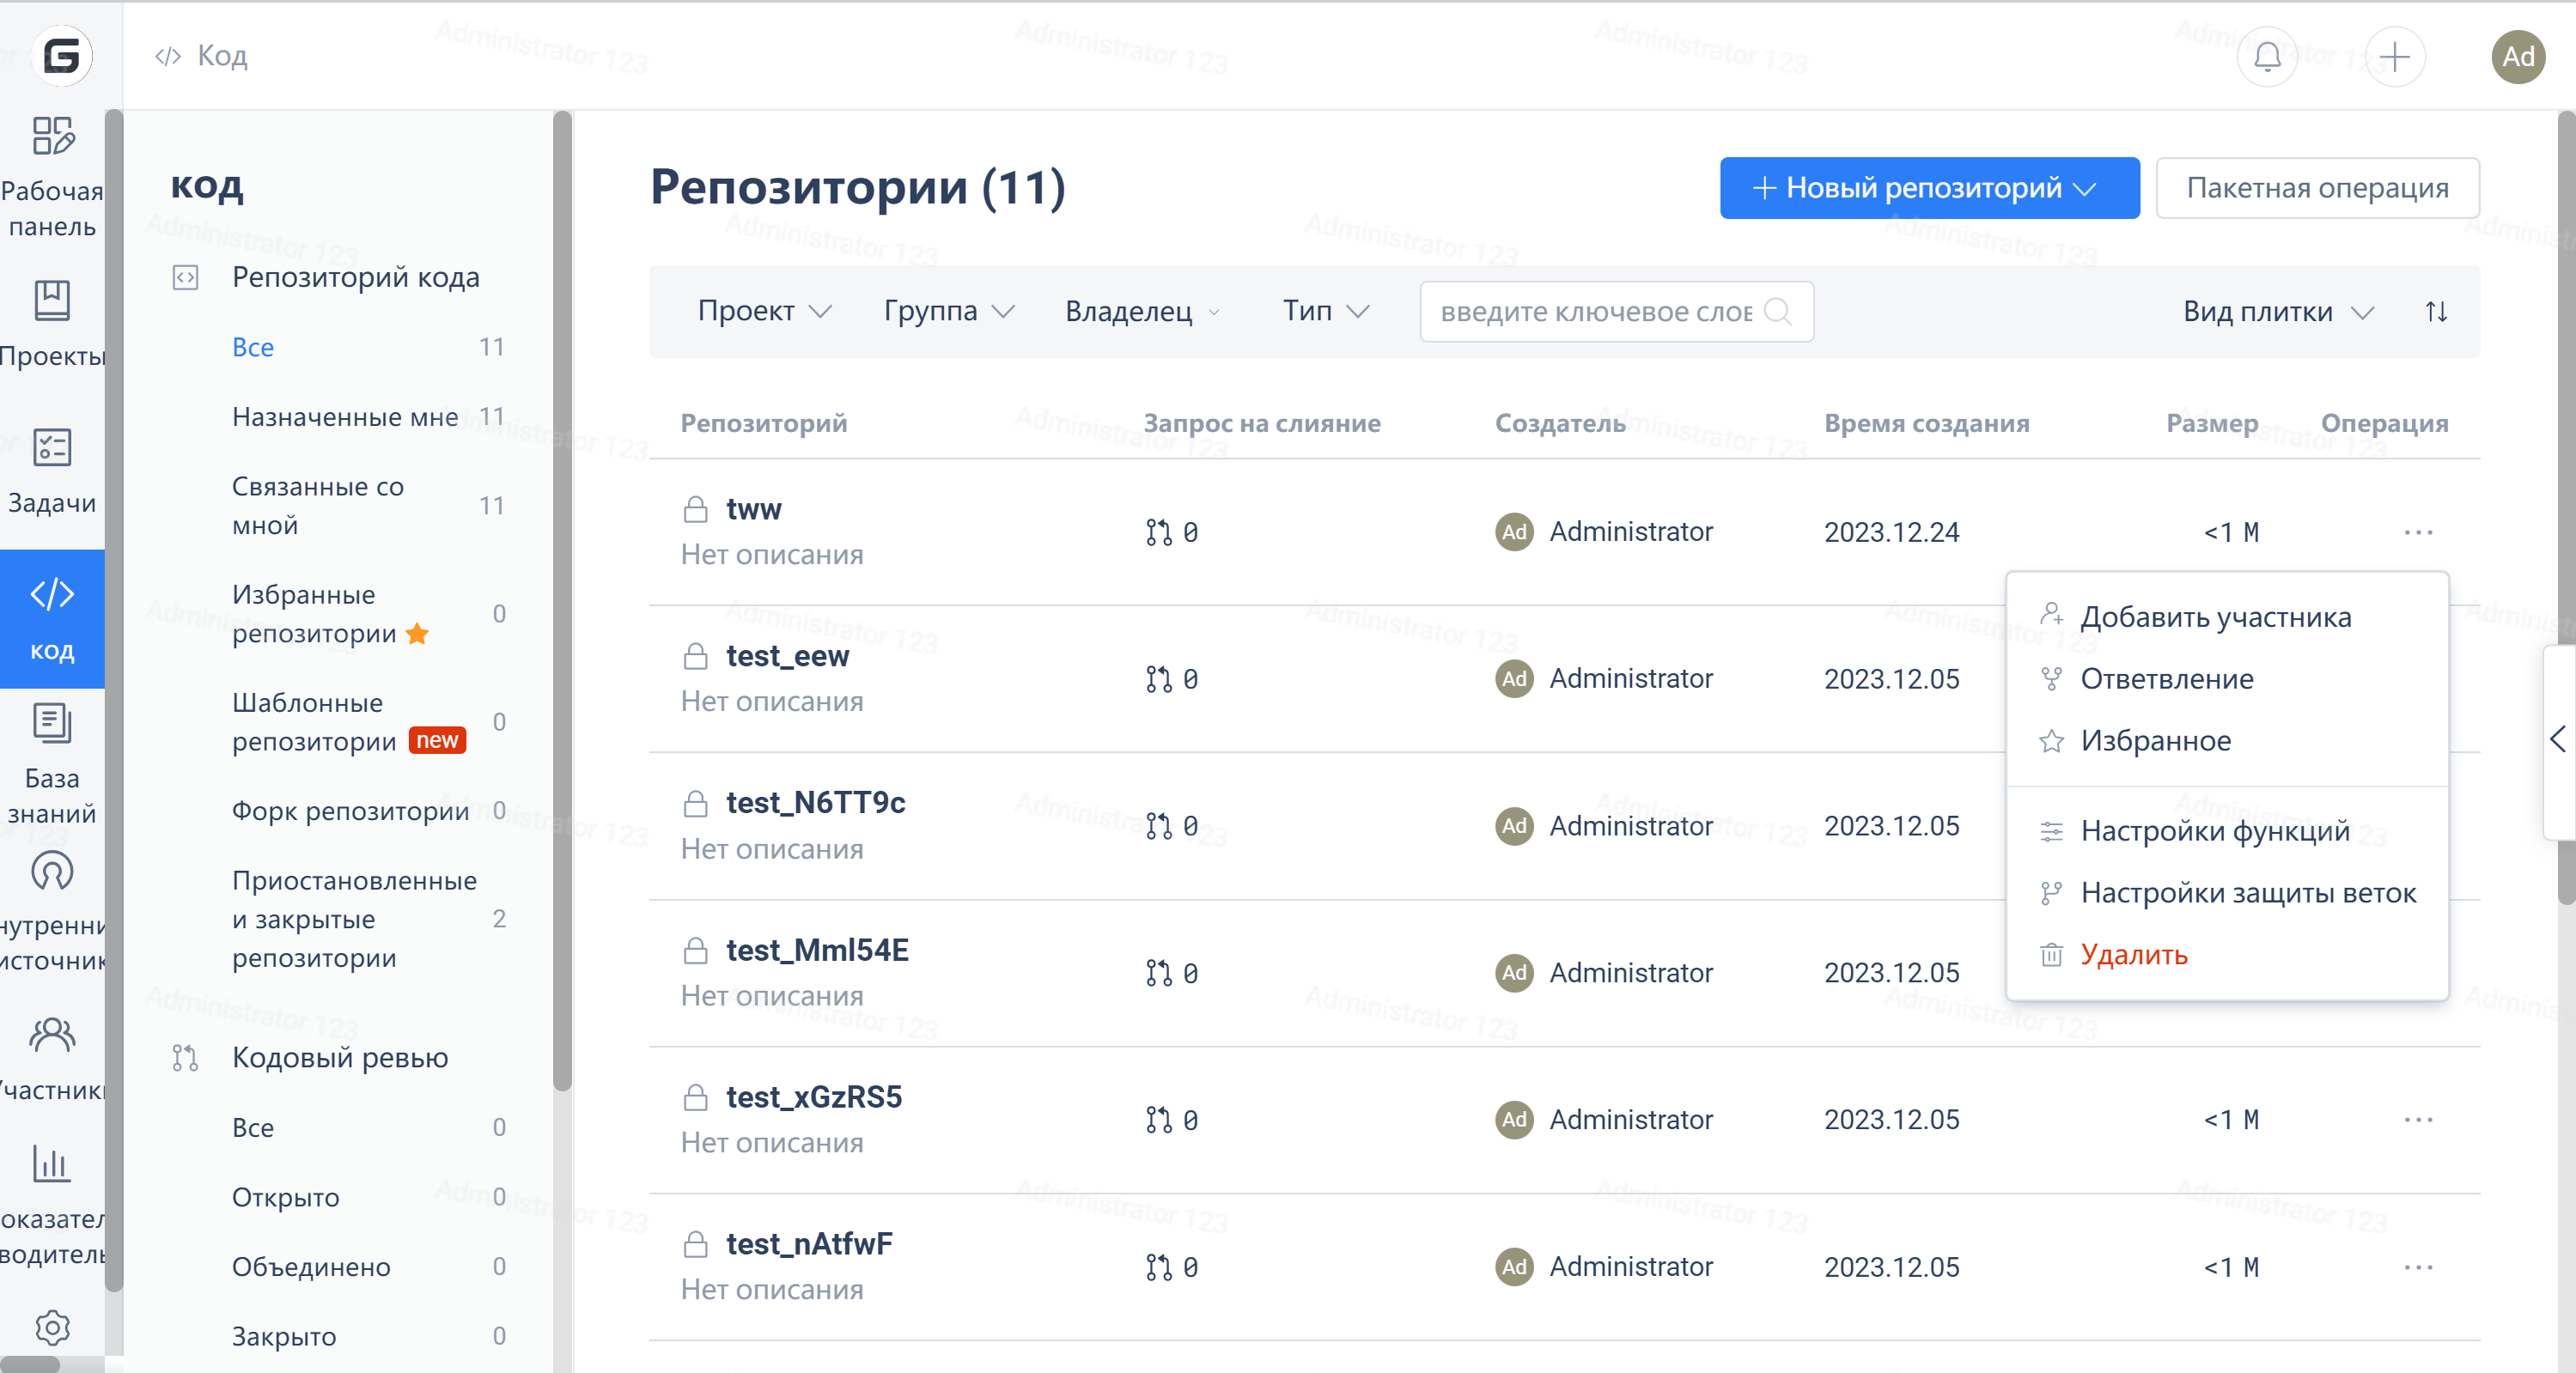 Код
Ad
Рабочая
панель
Проекты
Задачи
код
База
знаний
код
Репозиторий кода
Все 11
Назначенные мне 11
Связанные со
мной 11
Избранные
репозитории 0
Шаблонные
репозитории new 0
Форк репозитории 0
Приостановленные
и закрытые
репозитории 2
Кодовый ревью
Все 0
Открыто 0
Объединено 0
Закрыто 0
Репозитории (11)
Новый репозиторий
Пакетная операция
Проект Группа Владелец Тип введите ключевое слов Вид плитки
Репозиторий Запрос на слияние Создатель Время создания Размер Операция
tww
Нет описания
0 Ad Administrator 2023.12.24 <1 M ...
test_eew
Нет описания
0 Ad Administrator 2023.12.05
test_N6TT9c
Нет описания
0 Ad Administrator 2023.12.05
test_Mml54E
Нет описания
0 Ad Administrator 2023.12.05
test_xGzRS5
Нет описания
0 Ad Administrator 2023.12.05 <1 M ...
test_nAtfwF
Нет описания
0 Ad Administrator 2023.12.05 <1 M ...
Добавить участника
Ответвление
Избранное
Настройки функций
Настройки защиты веток
Удалить
Administrator 123